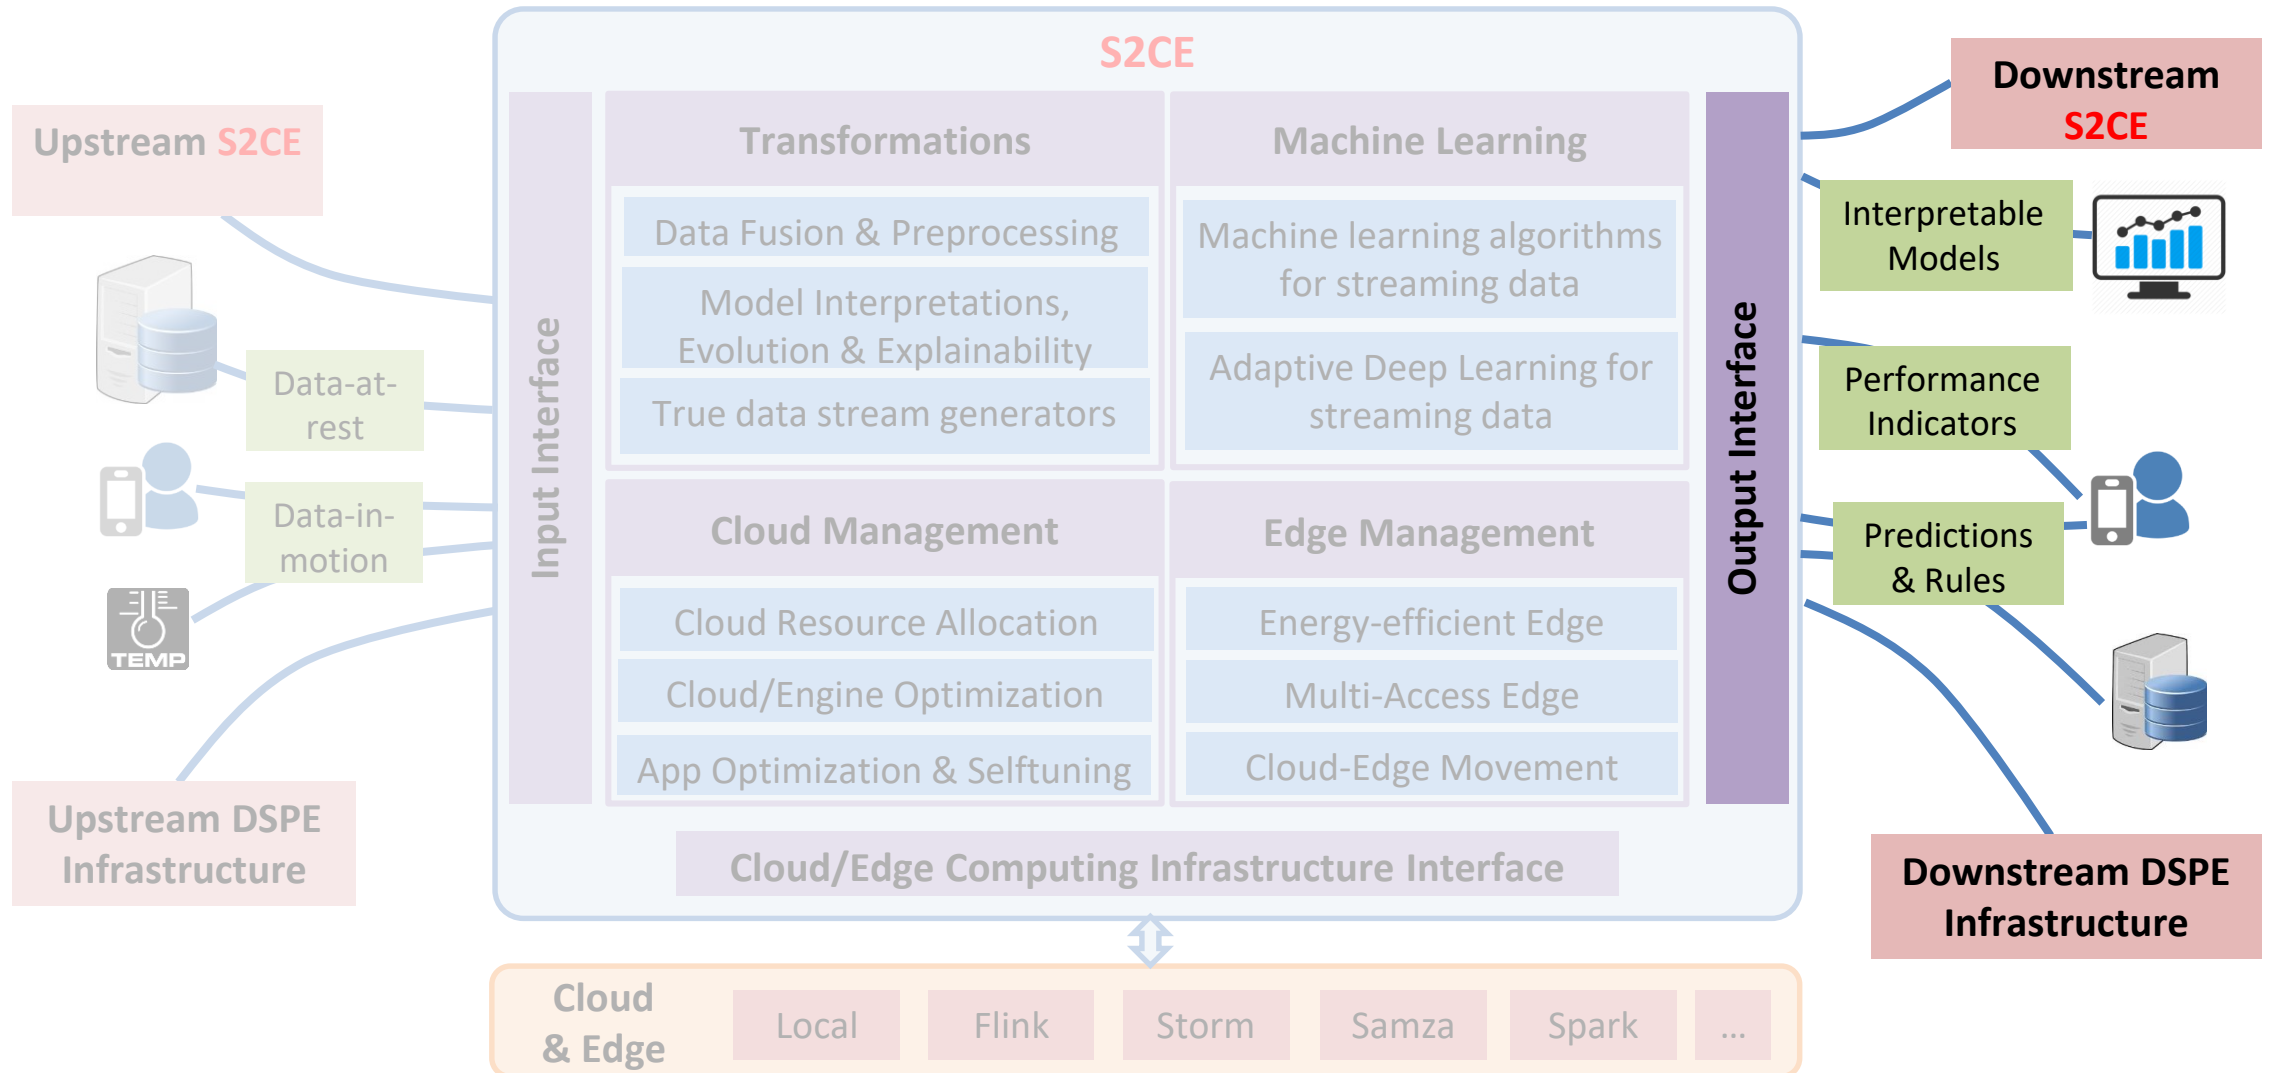 S2CE
Upstream S2CE
Data-at-
rest
Data-in-
motion
TEMP
Upstream DSPE
Infrastructure
Input Interface
Transformations
Data Fusion & Preprocessing
Model Interpretations,
Evolution & Explainability
True data stream generators
Machine Learning
Machine learning algorithms
for streaming data
Adaptive Deep Learning for
streaming data
Cloud Management
Cloud Resource Allocation
Cloud/Engine Optimization
App Optimization & Selftuning
Edge Management
Energy-efficient Edge
Multi-Access Edge
Cloud-Edge Movement
Cloud/Edge Computing Infrastructure Interface
Output Interface
Downstream
S2CE
Interpretable
Models
Performance
Indicators
Predictions
& Rules
Downstream DSPE
Infrastructure
Cloud
& Edge
Local
Flink
Storm
Samza
Spark
...